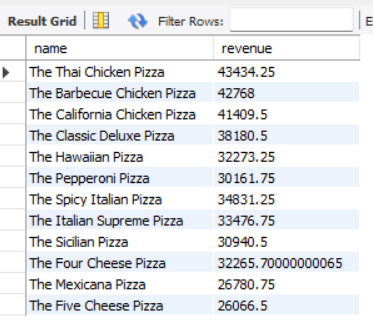 Result Grid Filter Rows: E
name revenue
The Thai Chicken Pizza 43434.25
The Barbecue Chicken Pizza 42768
The California Chicken Pizza 41409.5
The Classic Deluxe Pizza 38180.5
The Hawaiian Pizza 32273.25
The Pepperoni Pizza 30161.75
The Spicy Italian Pizza 34831.25
The Italian Supreme Pizza 33476.75
The Sicilian Pizza 30940.5
The Four Cheese Pizza 32265.70000000065
The Mexicana Pizza 26780.75
The Five Cheese Pizza 26066.5